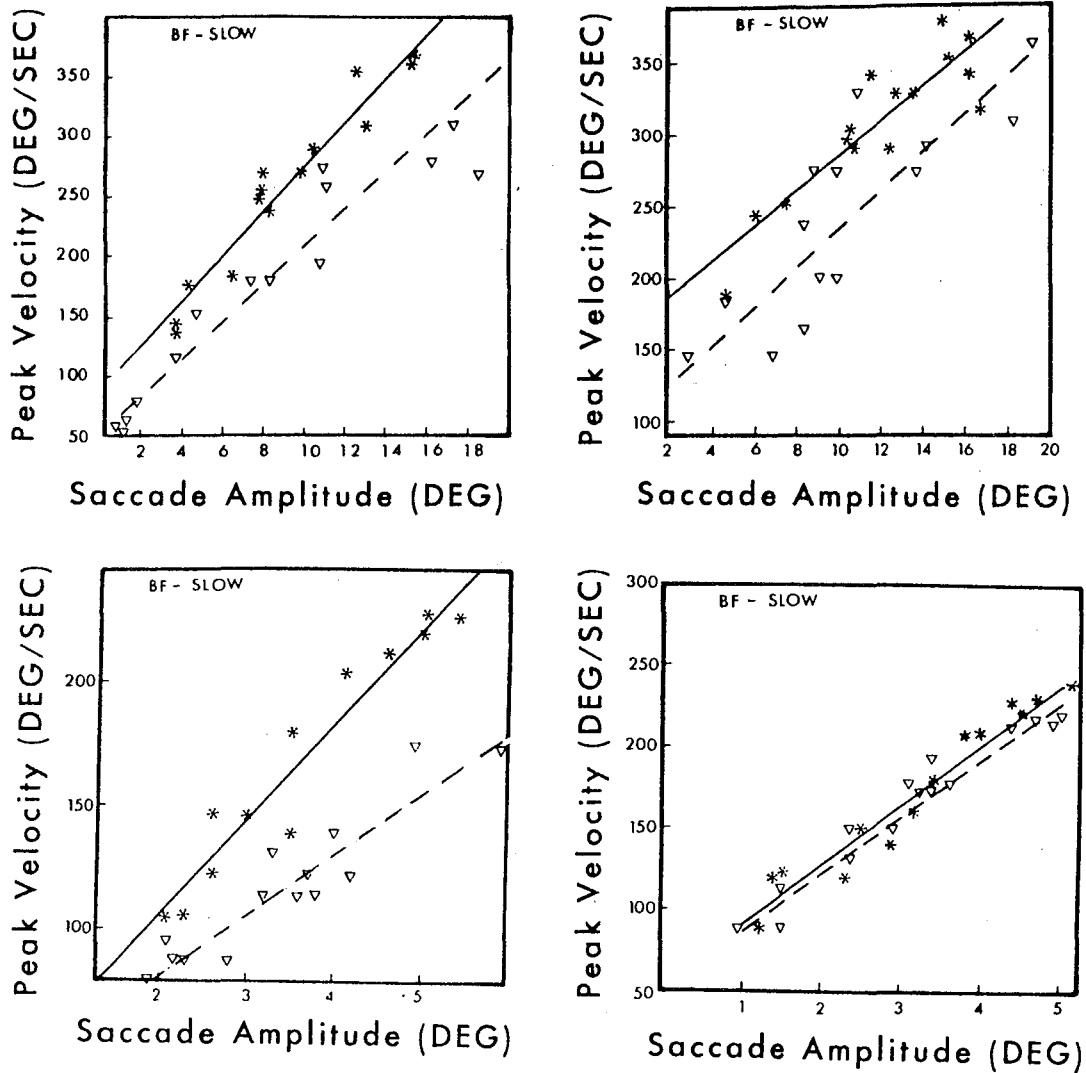 BF - SLOW
Peak Velocity (DEG/SEC)
350
300
250
200
150
100
50
2 4 6 8 10 12 14 16 18
Saccade Amplitude (DEG)
BF - SLOW
Peak Velocity (DEG/SEC)
350
300
250
200
150
100
2 4 6 8 10 12 14 16 18 20
Saccade Amplitude (DEG)
BF - SLOW
Peak Velocity (DEG/SEC)
200
150
100
2 3 4 5
Saccade Amplitude (DEG)
BF - SLOW
Peak Velocity (DEG/SEC)
300
250
200
150
100
50
1 2 3 4 5
Saccade Amplitude (DEG)